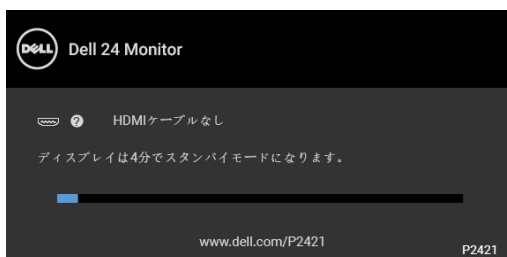 DELL
Dell 24 Monitor
HDMIケーブルなし
ディスプレイは4分でスタンバイモードになります。
www.dell.com/P2421
P2421